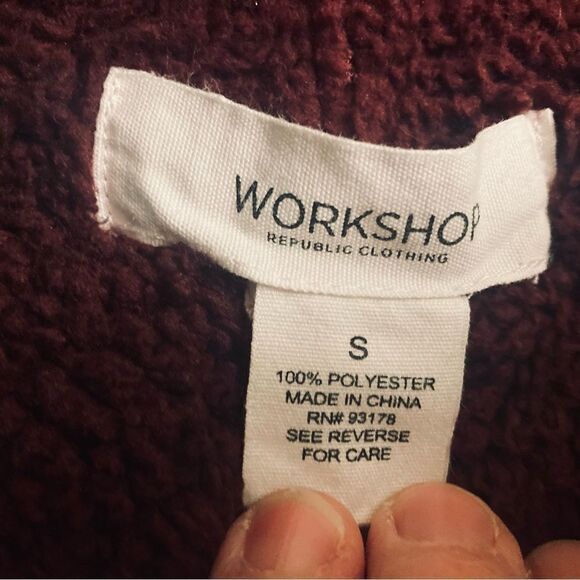 WORKSHOP
REPUBLIC CLOTHING
S
100% POLYESTER
MADE IN CHINA
RN# 93178
SEE REVERSE
FOR CARE